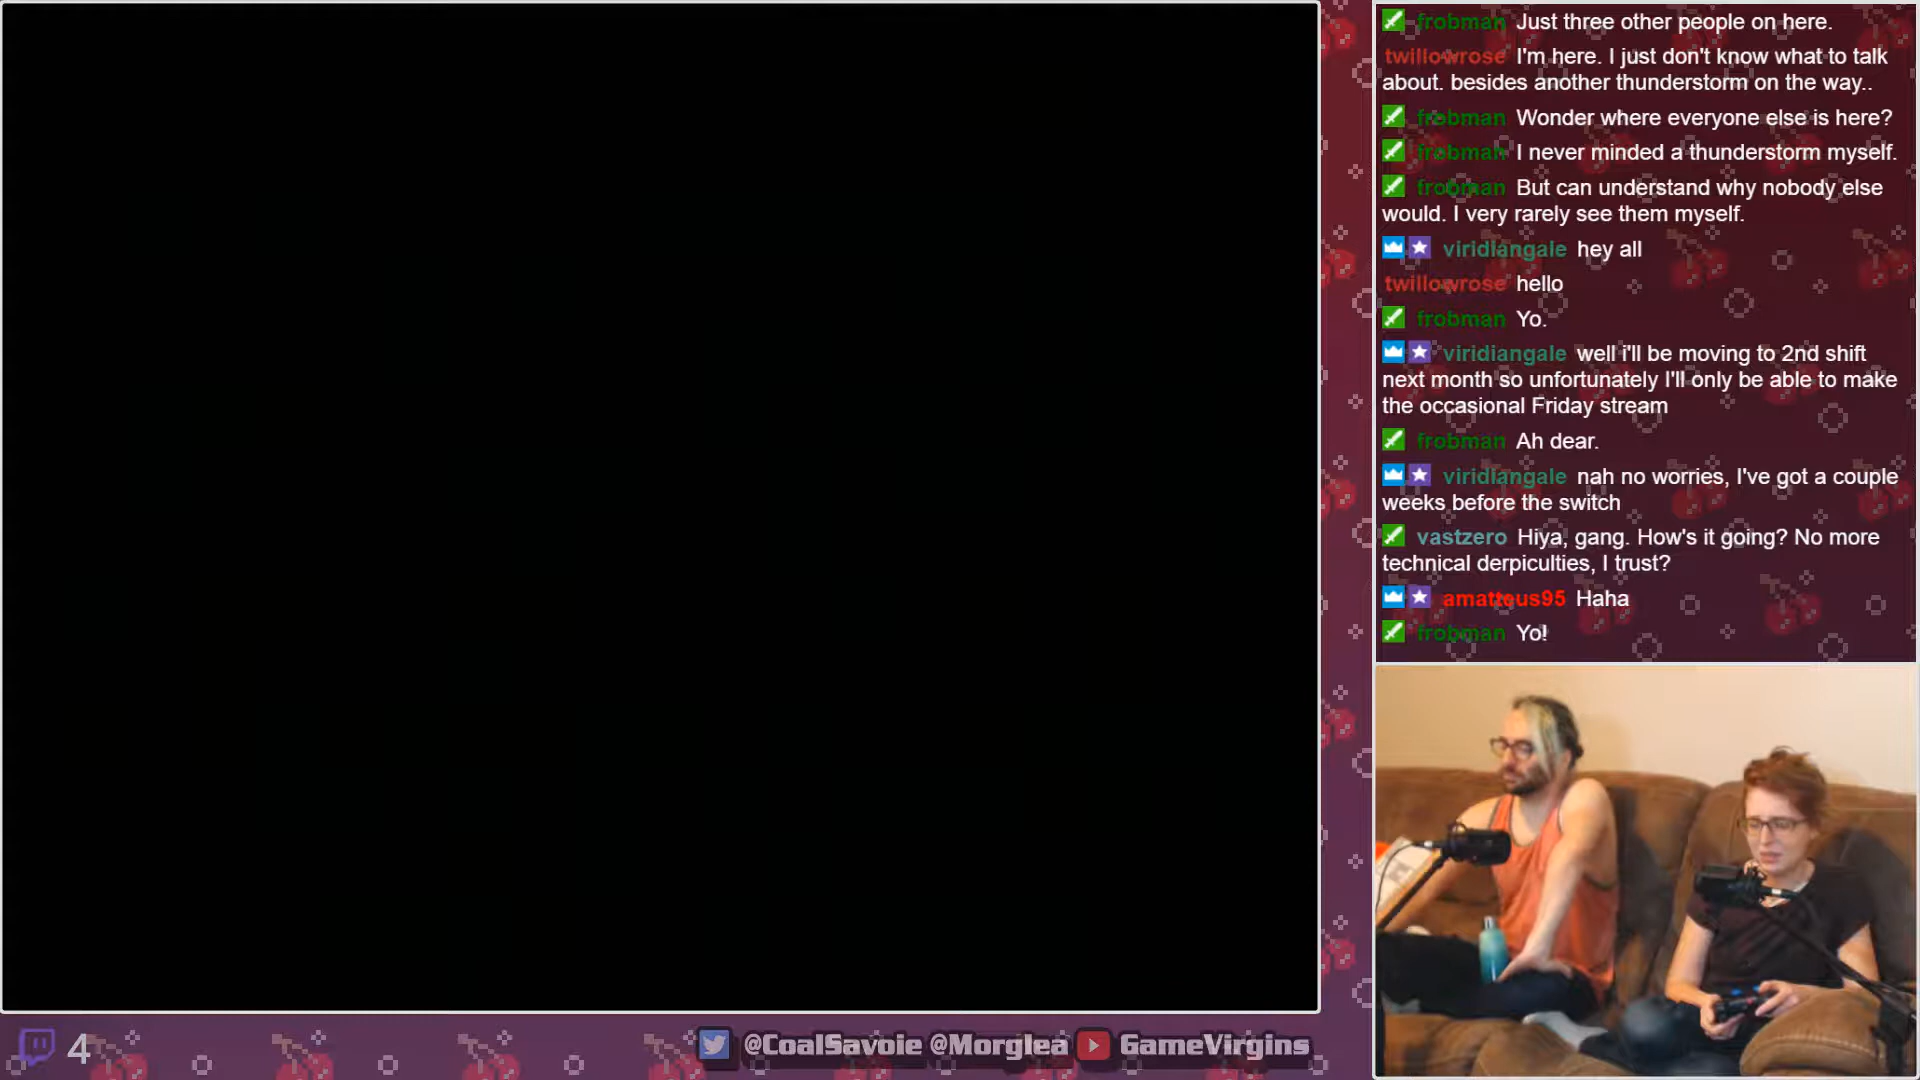 frobman Just three other people on here.
twillowrose I'm here. I just don't know what to talk
about. besides another thunderstorm on the way..
frobman Wonder where everyone else is here?
frobman I never minded a thunderstorm myself.
frobman But can understand why nobody else
would. I very rarely see them myself.
viridiangale hey all
twillowrose hello
frobman Yo.
viridiangale well i'll be moving to 2nd shift
next month so unfortunately I'll only be able to make
the occasional Friday stream
frobman Ah dear.
viridiangale nah no worries, I've got a couple
weeks before the switch
vastzero Hiya, gang. How's it going? No more
technical derpiculties, I trust?
amatteus95 Haha
frobman Yo!
4 @CoalSavoie @Morglea GameVirgins